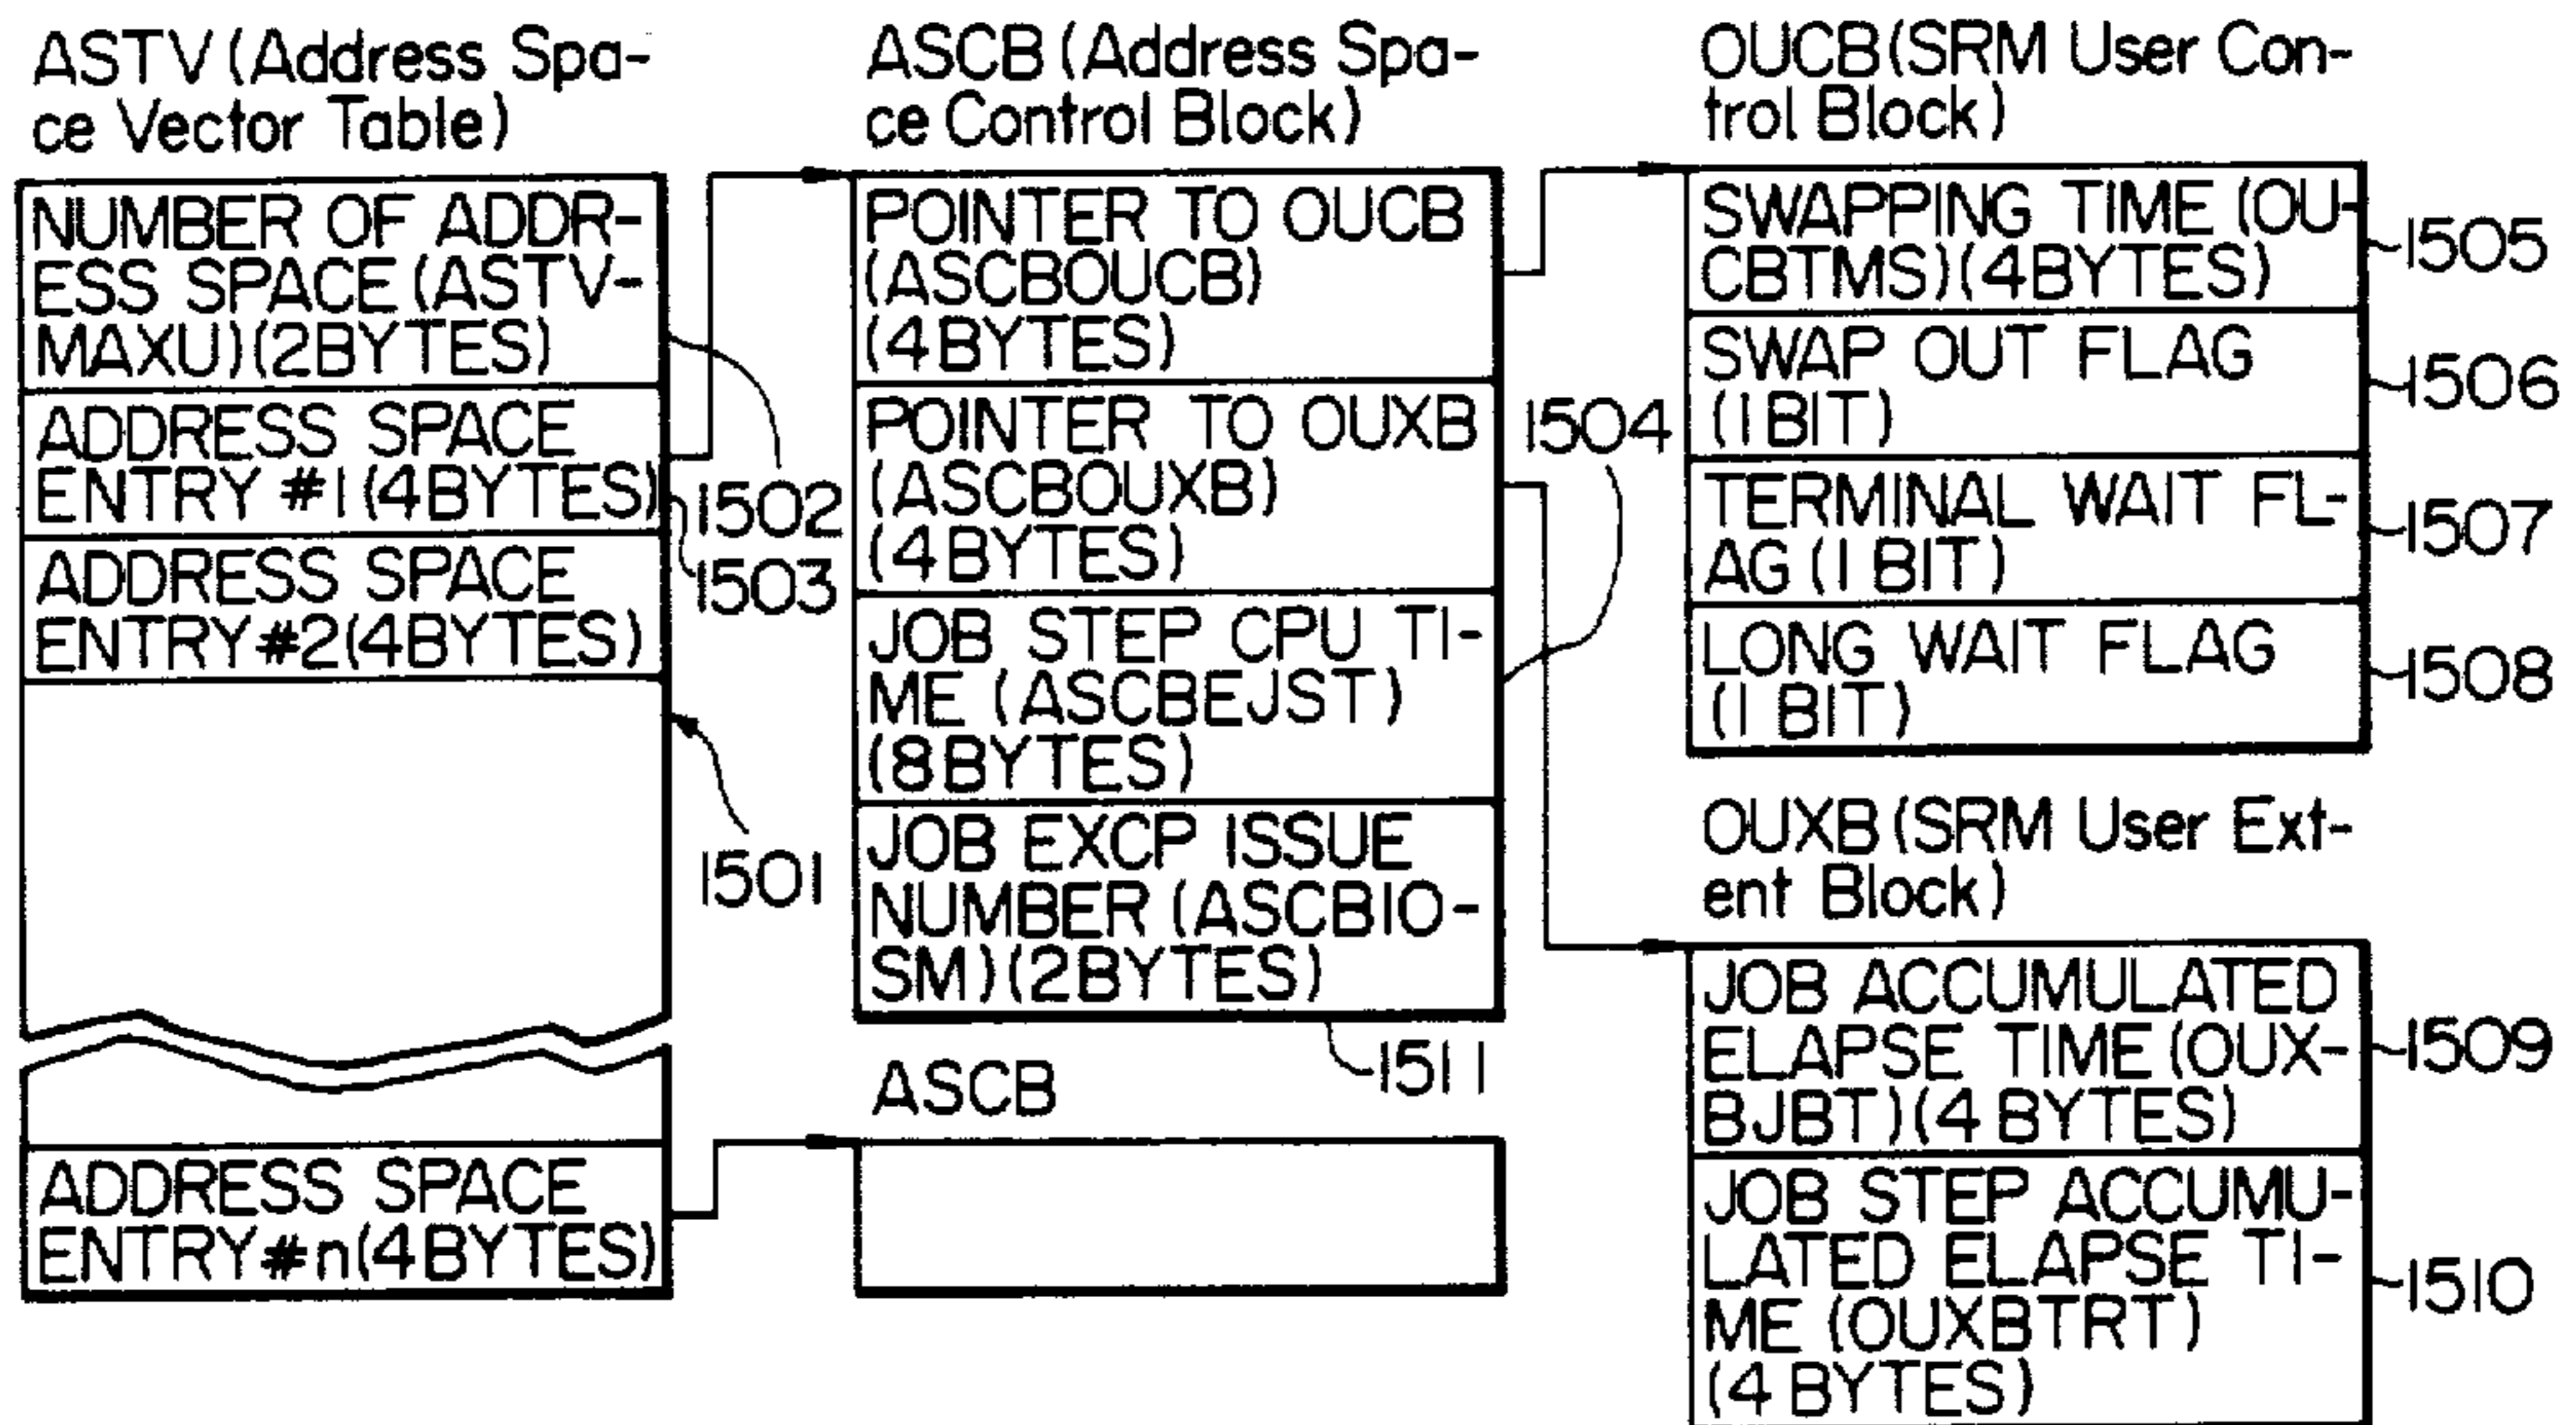 ASTV (Address Spa-
ce Vector Table)
NUMBER OF ADDR-
ESS SPACE (ASTV-
MAXU) (2BYTES)
ADDRESS SPACE
ENTRY #1 (4BYTES)
ADDRESS SPACE
ENTRY #2 (4BYTES)
ADDRESS SPACE
ENTRY #n (4BYTES)
1502
1503
1501
ASCB (Address Spa-
ce Control Block)
POINTER TO OUCB
(ASCBOUCB)
(4BYTES)
POINTER TO OUXB
(ASCBOUXB)
(4BYTES)
JOB STEP CPU TI-
ME (ASCBEJST)
(8BYTES)
JOB EXCP ISSUE
NUMBER (ASCBIO-
SM) (2BYTES)
1504
1511
ASCB
OUCB (SRM User Con-
trol Block)
SWAPPING TIME (OU-
CBTMS) (4BYTES)
1505
SWAP OUT FLAG
(1 BIT)
1506
TERMINAL WAIT FL-
AG (1 BIT)
1507
LONG WAIT FLAG
(1 BIT)
1508
OUXB (SRM User Ext-
ent Block)
JOB ACCUMULATED
ELAPSE TIME (OUX-
BJBT) (4 BYTES)
1509
JOB STEP ACCUMU-
LATED ELAPSE TI-
ME (OUXBTRT)
(4 BYTES)
1510